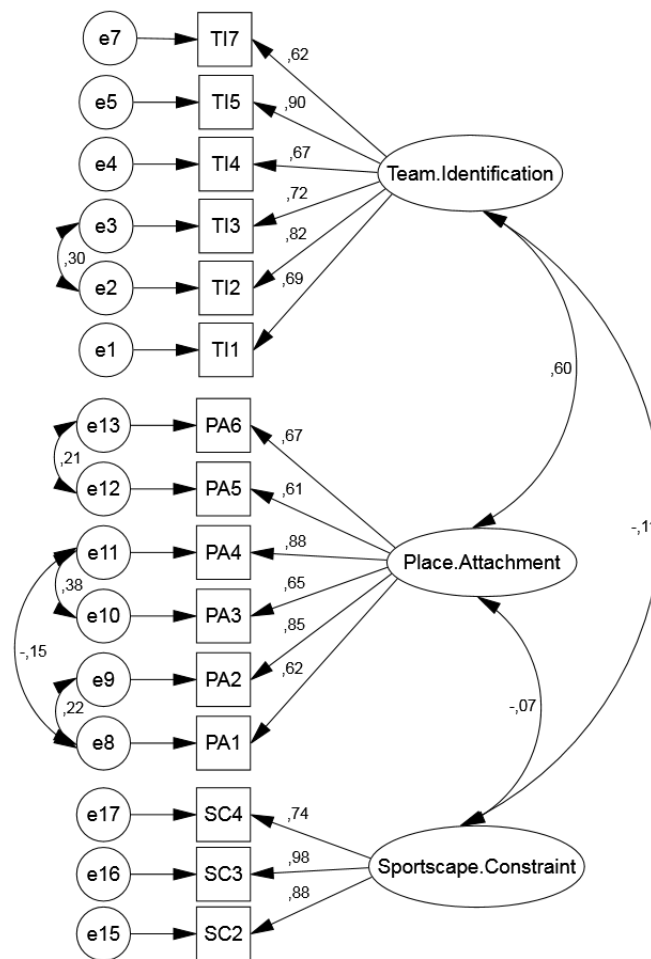 e7 TI7 ,62
e5 TI5 ,90
e4 TI4 ,67
Team.Identification
e3 TI3 ,72
,30
,82
e2 TI2
,69
e1 TI1
,60
e13 PA6 ,67
,21
e12 PA5 ,61
e11 PA4 ,88
Place.Attachment
,38
e10 PA3 ,65
-,15
,85
e9 PA2
,62
,22
-,07
e8 PA1
e17 SC4 ,74
e16 SC3 ,98
Sportscape.Constraint
,88
e15 SC2